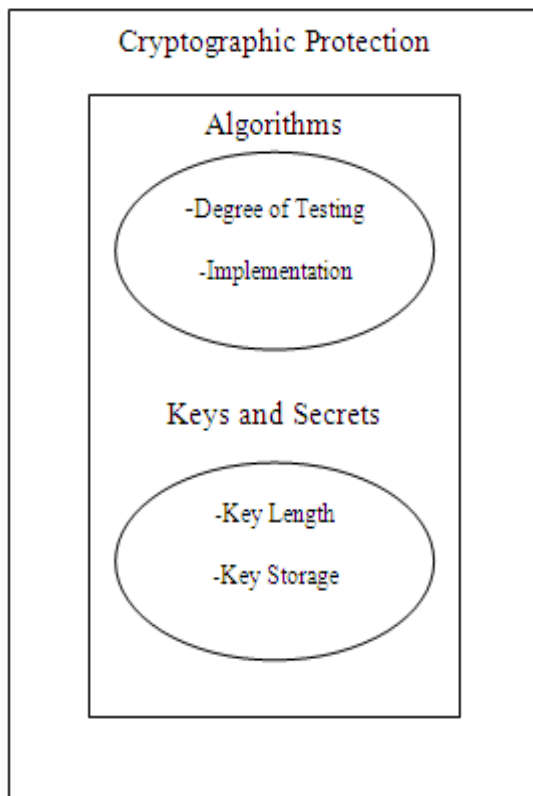 Cryptographic Protection
Algorithms
-Degree of Testing
-Implementation
Keys and Secrets
-Key Length
-Key Storage